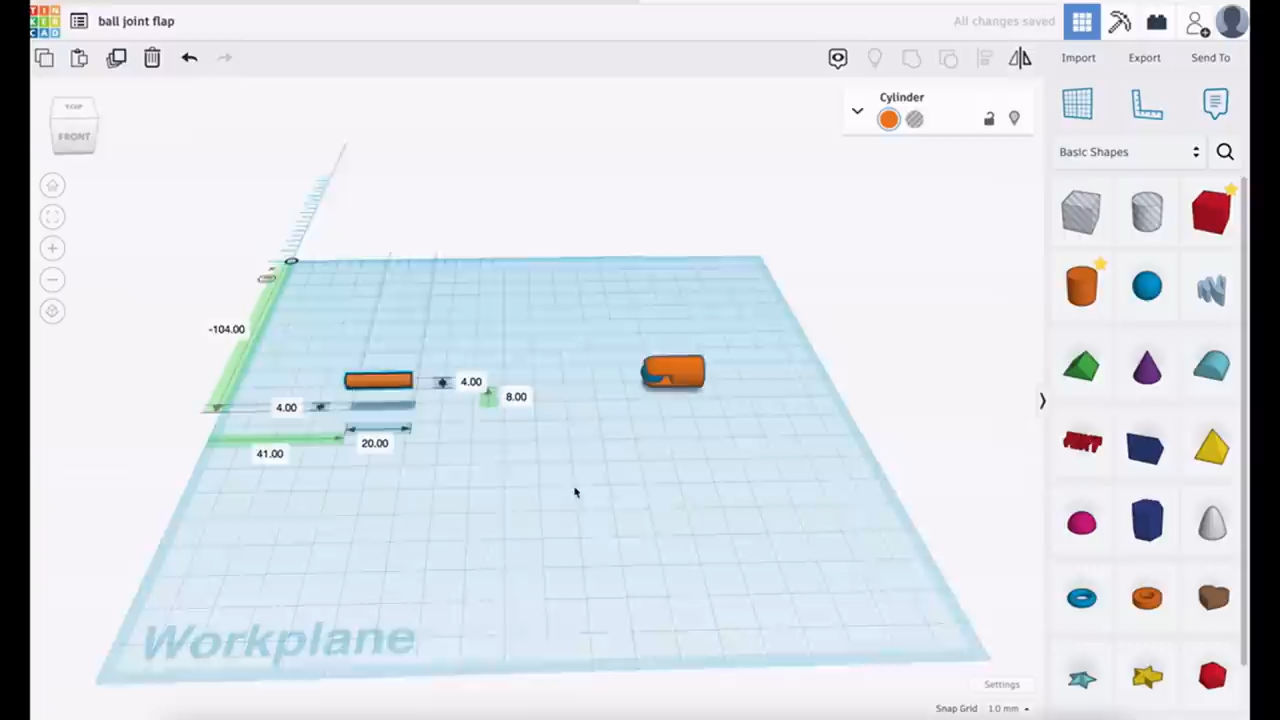 TIN
KER
CAD
ball joint flap
All changes saved
Import
Export
Send To
Cylinder
TOP
FRONT
Basic Shapes
-104.00
4.00
8.00
4.00
20.00
41.00
Workplane
Settings
Snap Grid 1.0 mm